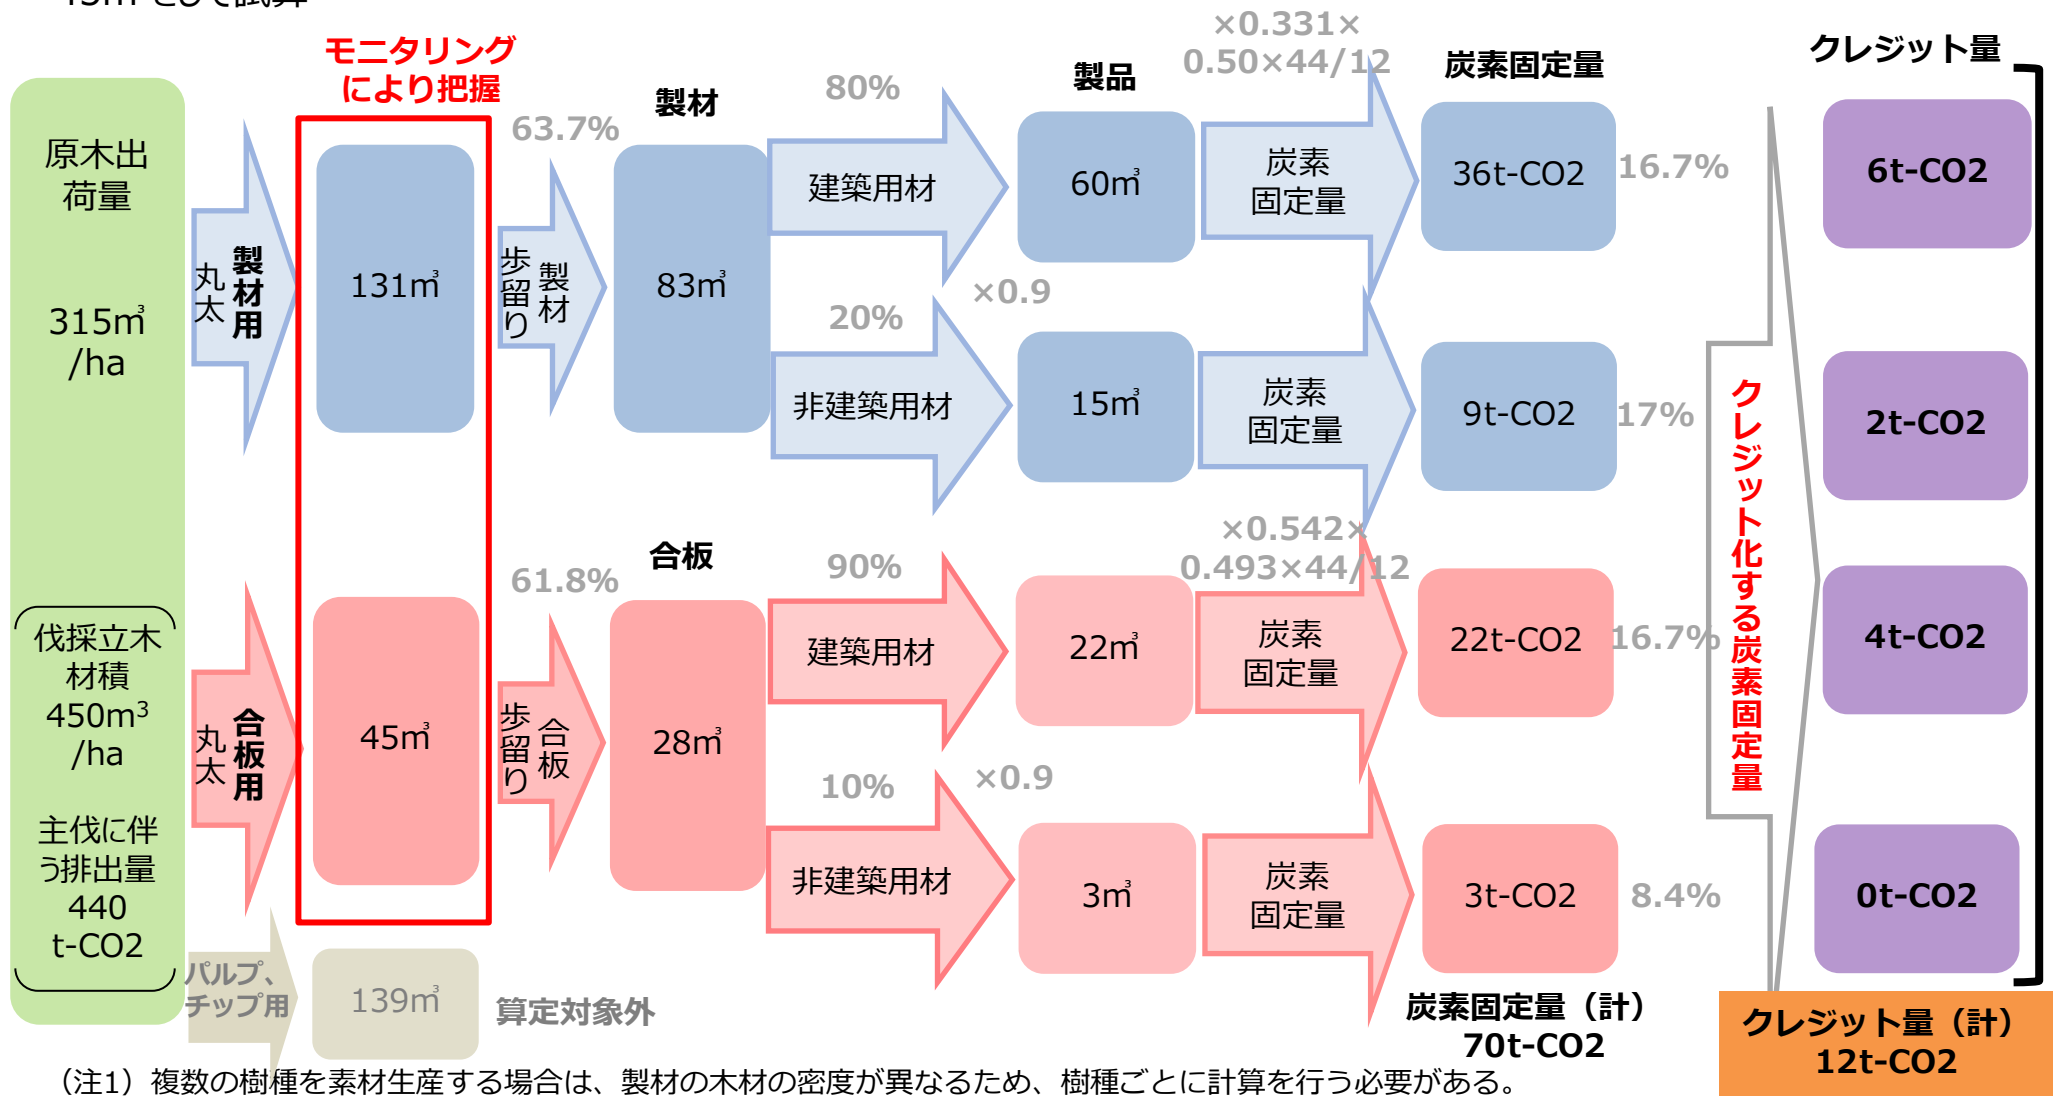 モニタリング
により把握
原木出
荷量
315㎥
/ha
伐採立木
材積
450m³
/ha
主伐に伴
う排出量
440
t-CO2
製材用
丸太
131㎥
63.7%
製材
歩留り
製材
83㎥
80%
建築用材
20%
非建築用材
×0.9
製品
60㎥
15㎥
×0.331×
0.50×44/12
炭素
固定量
炭素
固定量
炭素固定量
36t-CO2
9t-CO2
16.7%
17%
合板用
丸太
45㎥
61.8%
合板
歩留り
合板
28㎥
90%
建築用材
10%
非建築用材
×0.9
22㎥
3㎥
×0.542×
0.493×44/12
炭素
固定量
炭素
固定量
22t-CO2
3t-CO2
16.7%
8.4%
クレジット化する炭素固定量
クレジット量
6t-CO2
2t-CO2
4t-CO2
0t-CO2
パルプ、
チップ用
139㎥
算定対象外
炭素固定量（計）
70t-CO2
クレジット量（計）
12t-CO2
（注1）複数の樹種を素材生産する場合は、製材の木材の密度が異なるため、樹種ごとに計算を行う必要がある。